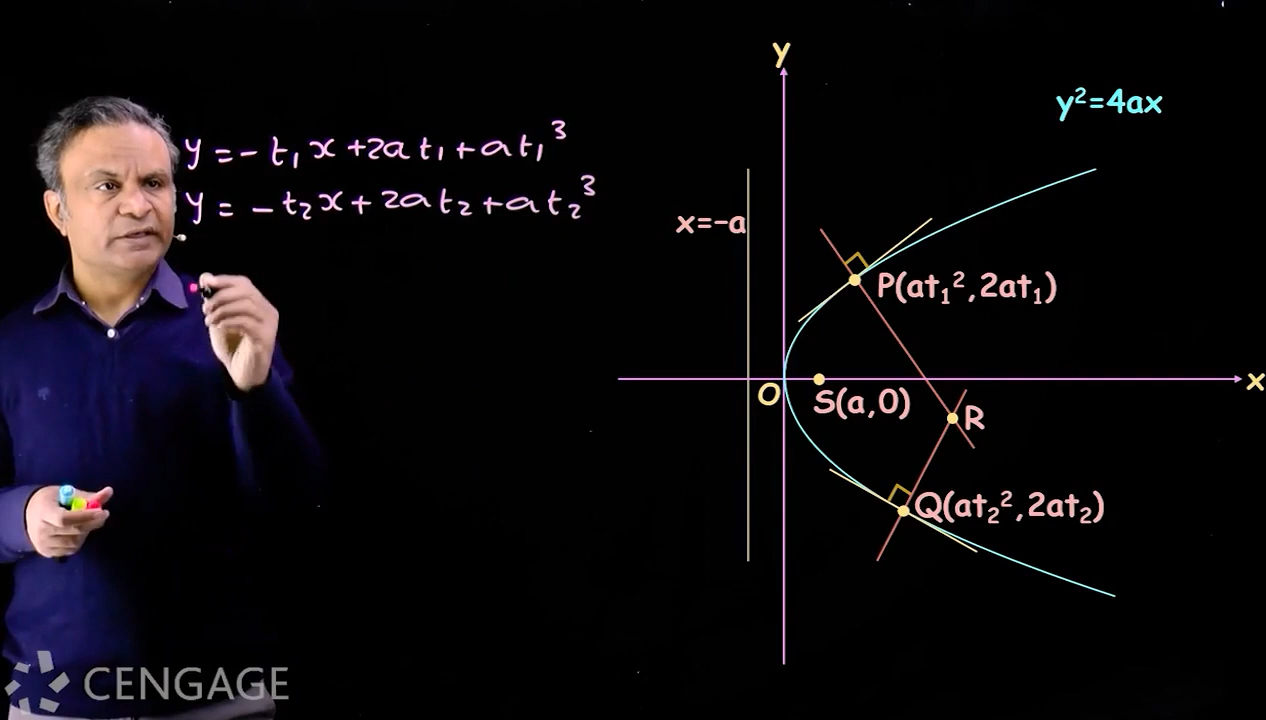 y = - t₁x + 2at₁ + at₁³
y = - t₂x + 2at₂ + at₂³
y
y²=4ax
x=-a
P(at₁²,2at₁)
O
S(a,0)
x
R
Q(at₂²,2at₂)
CENGAGE